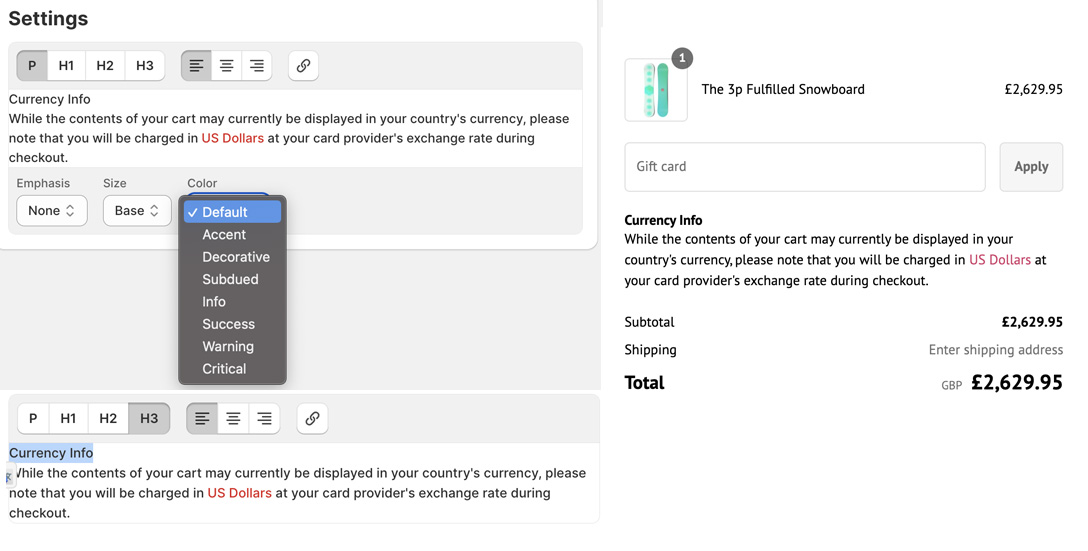 Settings
P H1 H2 H3
Currency Info
While the contents of your cart may currently be displayed in your country's currency, please
note that you will be charged in US Dollars at your card provider's exchange rate during
checkout.
Emphasis Size Color
None Base
✓ Default
Accent
Decorative
Subdued
Info
Success
Warning
Critical
P H1 H2 H3
Currency Info
While the contents of your cart may currently be displayed in your country's currency, please
note that you will be charged in US Dollars at your card provider's exchange rate during
checkout.
1
The 3p Fulfilled Snowboard £2,629.95
Gift card Apply
Currency Info
While the contents of your cart may currently be displayed in your
country's currency, please note that you will be charged in US Dollars at
your card provider's exchange rate during checkout.
Subtotal £2,629.95
Shipping Enter shipping address
Total GBP £2,629.95